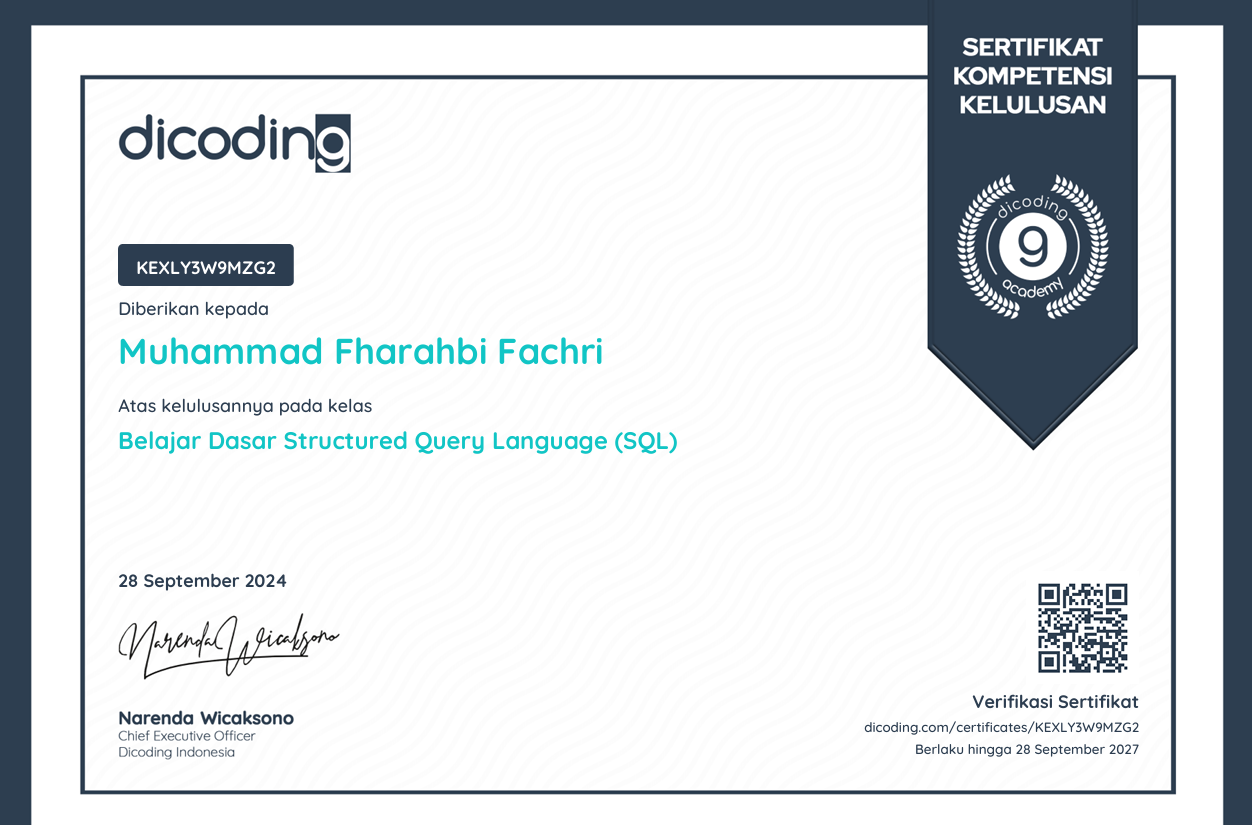 SERTIFIKAT
KOMPETENSI
KELULUSAN
dicoding
dicoding
9
academy
KEXLY3W9MZG2
Diberikan kepada
Muhammad Fharahbi Fachri
Atas kelulusannya pada kelas
Belajar Dasar Structured Query Language (SQL)
28 September 2024
Narenda Wicaksono
Narenda Wicaksono
Chief Executive Officer
Dicoding Indonesia
Verifikasi Sertifikat
dicoding.com/certificates/KEXLY3W9MZG2
Berlaku hingga 28 September 2027